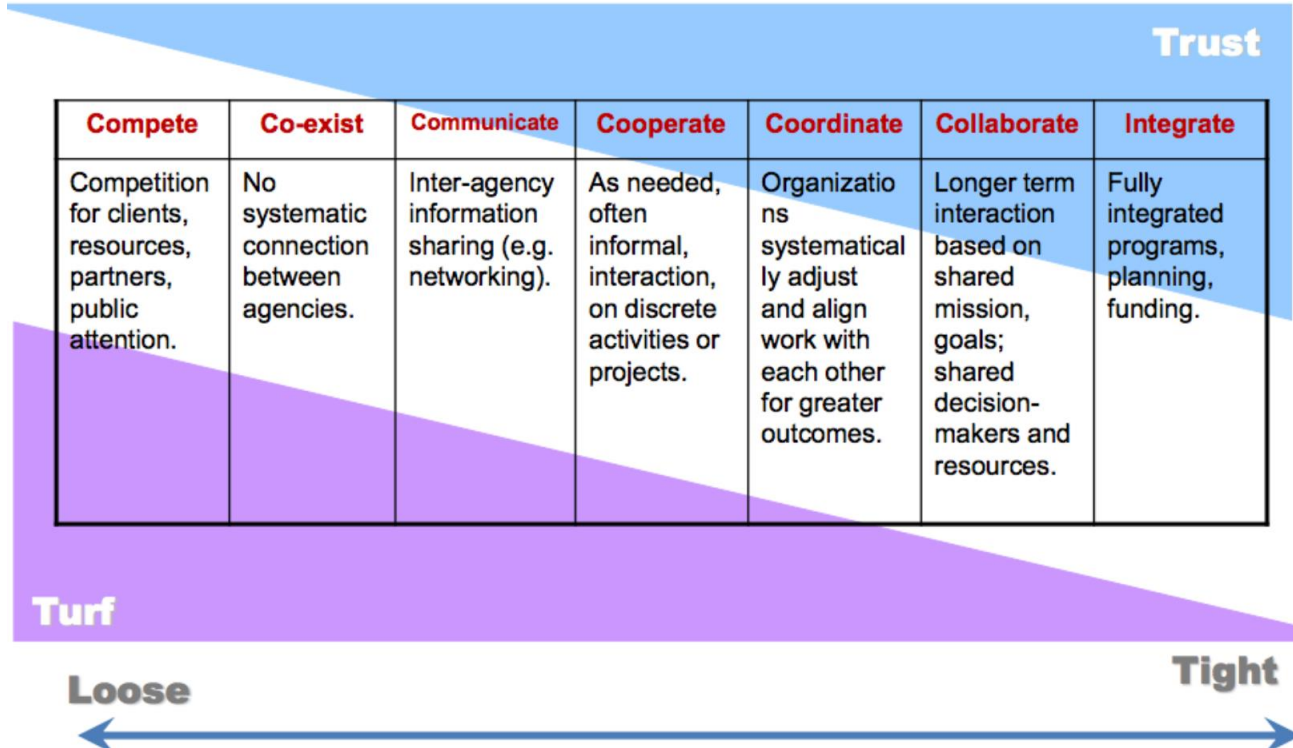 Trust
Compete
Co-exist
Communicate
Cooperate
Coordinate
Collaborate
Integrate
Competition
for clients,
resources,
partners,
public
attention.
No
systematic
connection
between
agencies.
Inter-agency
information
sharing (e.g.
networking).
As needed,
often
informal,
interaction,
on discrete
activities or
projects.
Organizatio
ns
systematical
ly adjust
and align
work with
each other
for greater
outcomes.
Longer term
interaction
based on
shared
mission,
goals;
shared
decision-
makers and
resources.
Fully
integrated
programs,
planning,
funding.
Turf
Loose
Tight